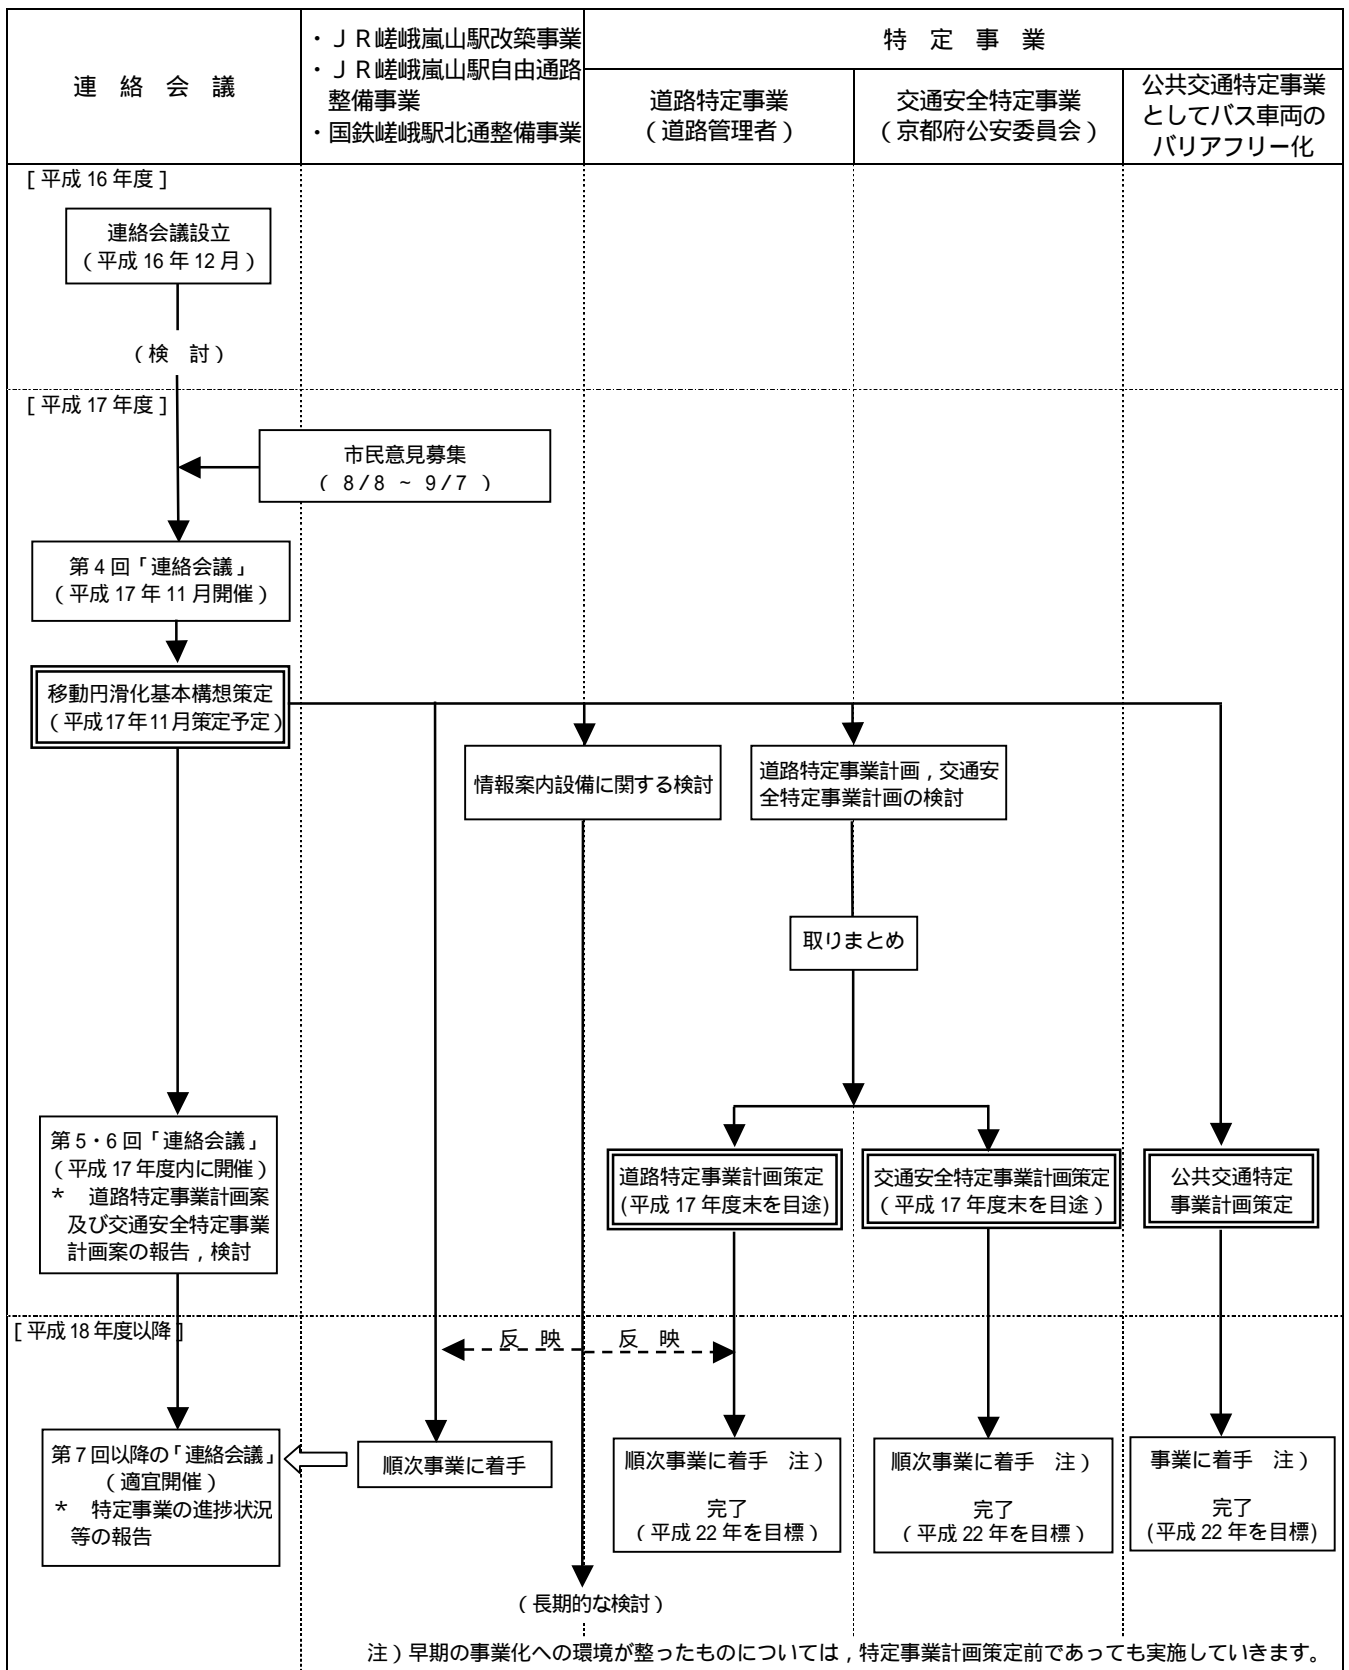 連 絡 会 議
・ＪＲ嵯峨嵐山駅改築事業
・ＪＲ嵯峨嵐山駅自由通路
整備事業
・国鉄嵯峨駅北通整備事業
特 定 事 業
道路特定事業
（道路管理者）
交通安全特定事業
（京都府公安委員会）
公共交通特定事業
としてバス車両の
バリアフリー化
[ 平成 16 年度 ]
連絡会議設立
（平成 16 年 12 月）
（検 討）
[ 平成 17 年度 ]
市民意見募集
（ 8/8 ~ 9/7 ）
第４回「連絡会議」
（平成 17 年 11 月開催）
移動円滑化基本構想策定
（平成17年11月策定予定）
情報案内設備に関する検討
道路特定事業計画，交通安
全特定事業計画の検討
取りまとめ
第５・６回「連絡会議」
（平成 17 年度内に開催）
＊ 道路特定事業計画案
及び交通安全特定事業
計画案の報告，検討
道路特定事業計画策定
(平成 17 年度末を目途)
交通安全特定事業計画策定
（平成 17 年度末を目途）
公共交通特定
事業計画策定
[ 平成 18 年度以降 ]
反 映
反 映
第７回以降の「連絡会議」
（適宜開催）
＊ 特定事業の進捗状況
等の報告
順次事業に着手
順次事業に着手 注）
完了
（平成 22 年を目標）
順次事業に着手 注）
完了
（平成 22 年を目標）
事業に着手 注）
完了
(平成 22 年を目標)
（長期的な検討）
注）早期の事業化への環境が整ったものについては，特定事業計画策定前であっても実施していきます。